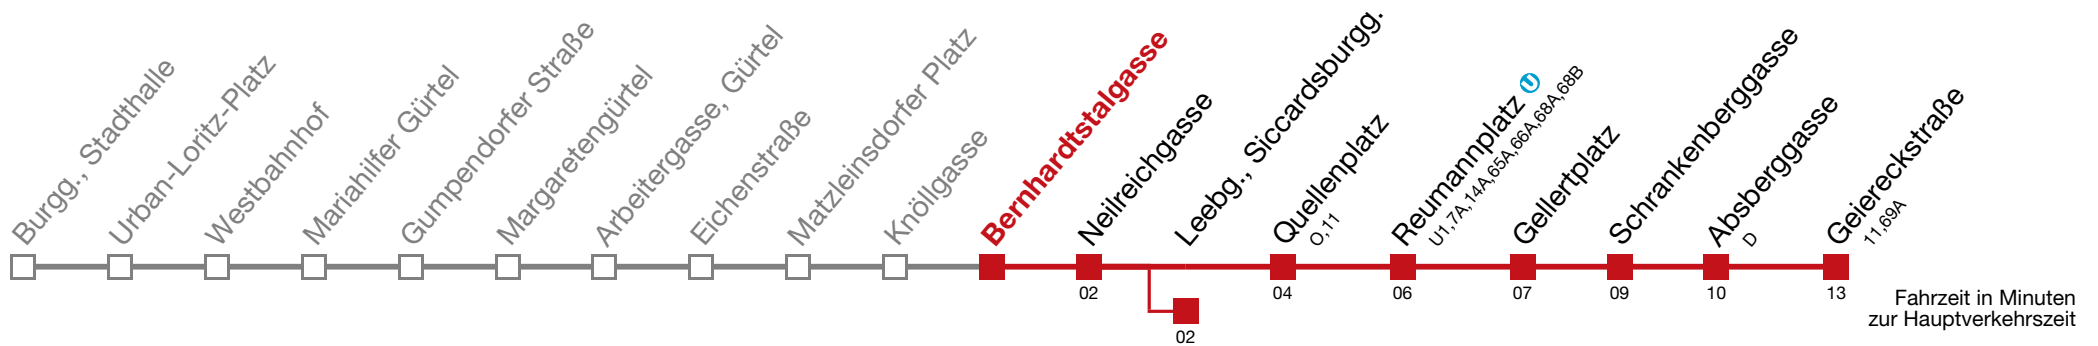 Burgg., Stadthalle
Urban-Loritz-Platz
Westbahnhof
Mariahilfer Gürtel
Gumpendorfer Straße
Margaretengürtel
Arbeitergasse, Gürtel
Eichenstraße
Matzleinsdorfer Platz
Knöllgasse
Bernhardtstalgasse
Neilreichgasse
Leebg., Siccardsburgg.
Quellenplatz
O,11
Reumannplatz U
U1,7A,14A,65A,66A,68A,68B
Gellertplatz
Schrankenberggasse
Absberggasse
D
Geiereckstraße
11,69A
02
04
06
07
09
10
13
02
Fahrzeit in Minuten
zur Hauptverkehrszeit